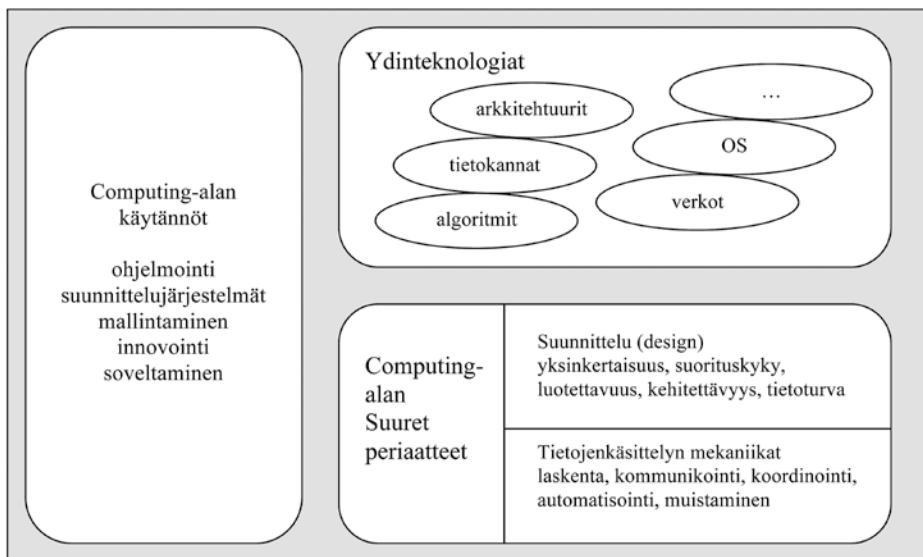 Computing-alan
käytännöt
ohjelmointi
suunnittelujärjestelmät
mallintaminen
innovointi
soveltaminen
Ydinteknologiat
arkkitehtuurit
tietokannat
algoritmit
…
OS
verkot
Computing-
alan
Suuret
periaatteet
Suunnittelu (design)
yksinkertaisuus, suorituskyky,
luotettavuus, kehitettävyys, tietoturva
Tietojenkäsittelyn mekaniikat
laskenta, kommunikointi, koordinointi,
automatisointi, muistaminen